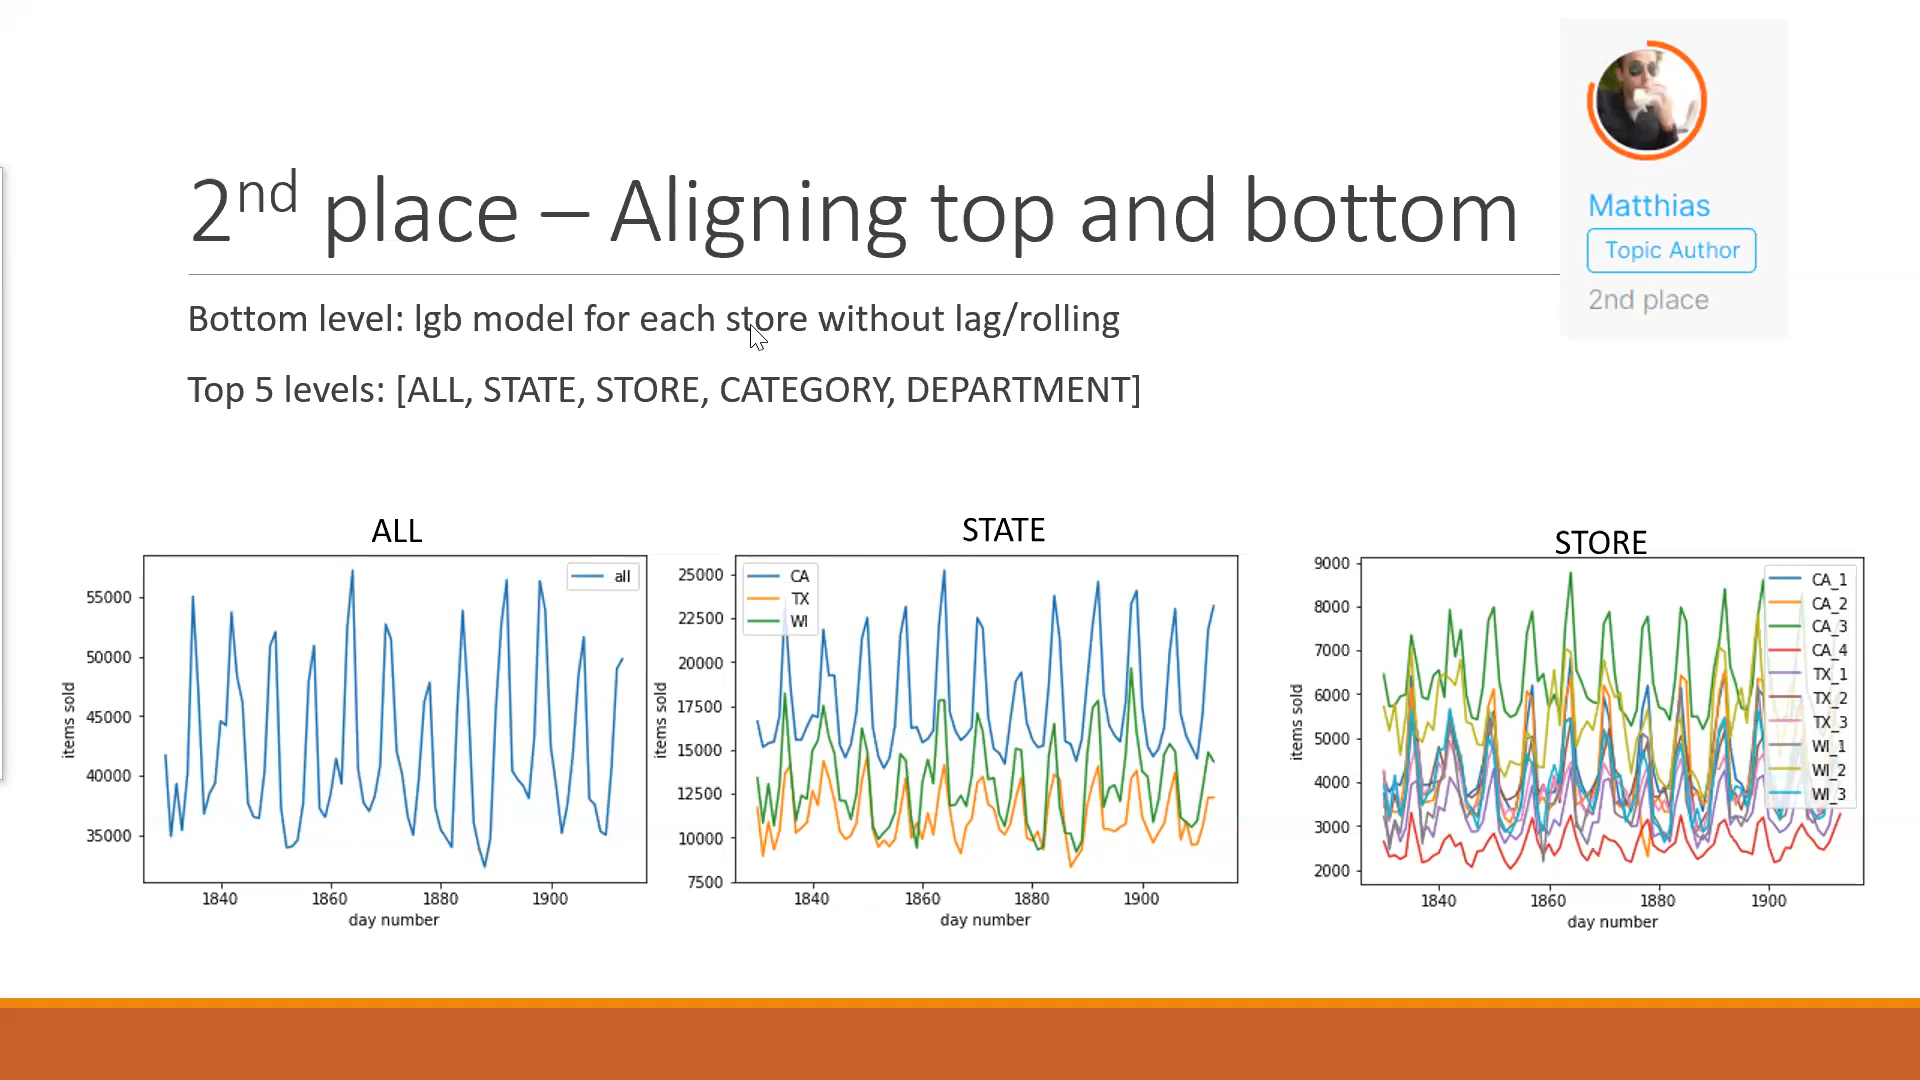 2nd place – Aligning top and bottom
Matthias
Topic Author
2nd place
Bottom level: lgb model for each store without lag/rolling
Top 5 levels: [ALL, STATE, STORE, CATEGORY, DEPARTMENT]
ALL
all
55000
50000
45000
40000
35000
items sold
1840 1860 1880 1900
day number
STATE
CA
TX
WI
25000
22500
20000
17500
15000
12500
10000
7500
items sold
1840 1860 1880 1900
day number
STORE
9000
8000
7000
6000
5000
4000
3000
2000
items sold
CA_1
CA_2
CA_3
CA_4
TX_1
TX_2
TX_3
WI_1
WI_2
WI_3
1840 1860 1880 1900
day number